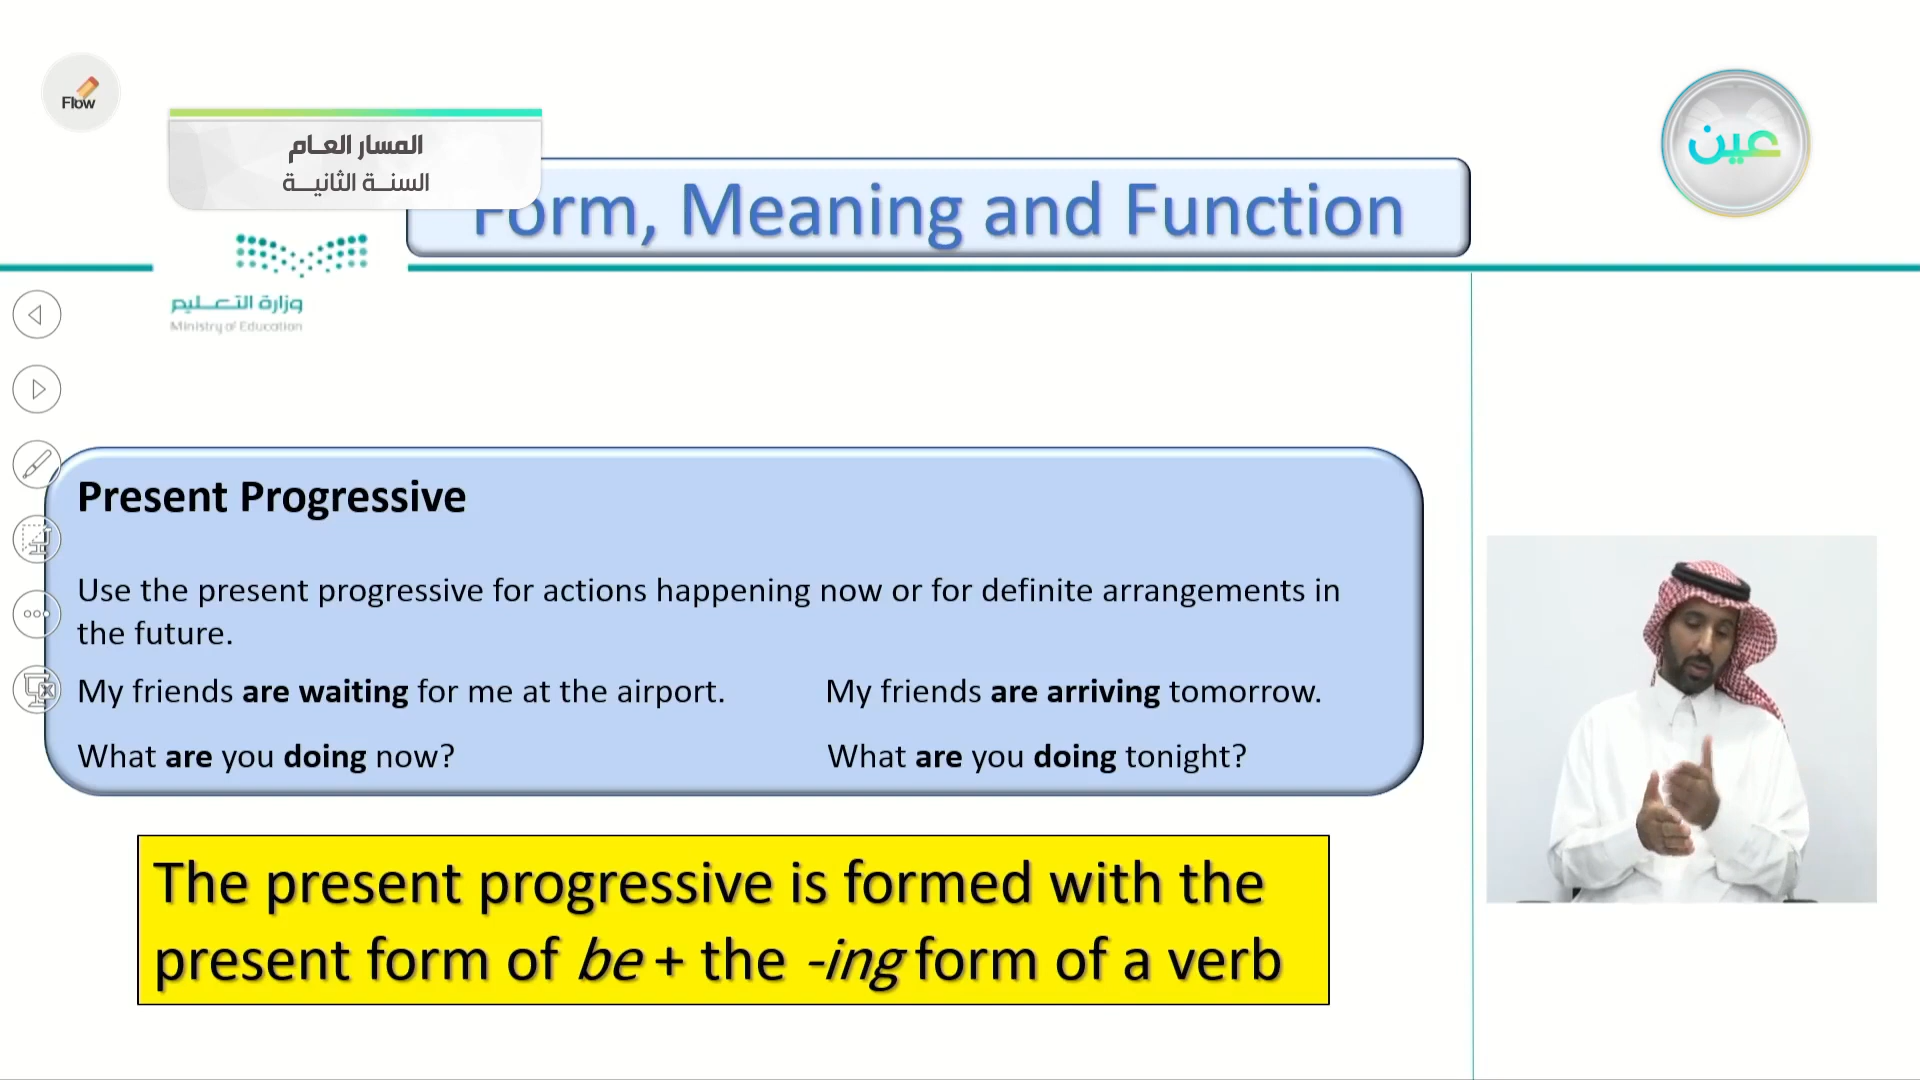 Flow
المسار العام
السنة الثانية
عين
Form, Meaning and Function
وزارة التعليم
Ministry of Education
Present Progressive
Use the present progressive for actions happening now or for definite arrangements in
the future.
My friends are waiting for me at the airport.
My friends are arriving tomorrow.
What are you doing now?
What are you doing tonight?
The present progressive is formed with the
present form of be + the -ing form of a verb